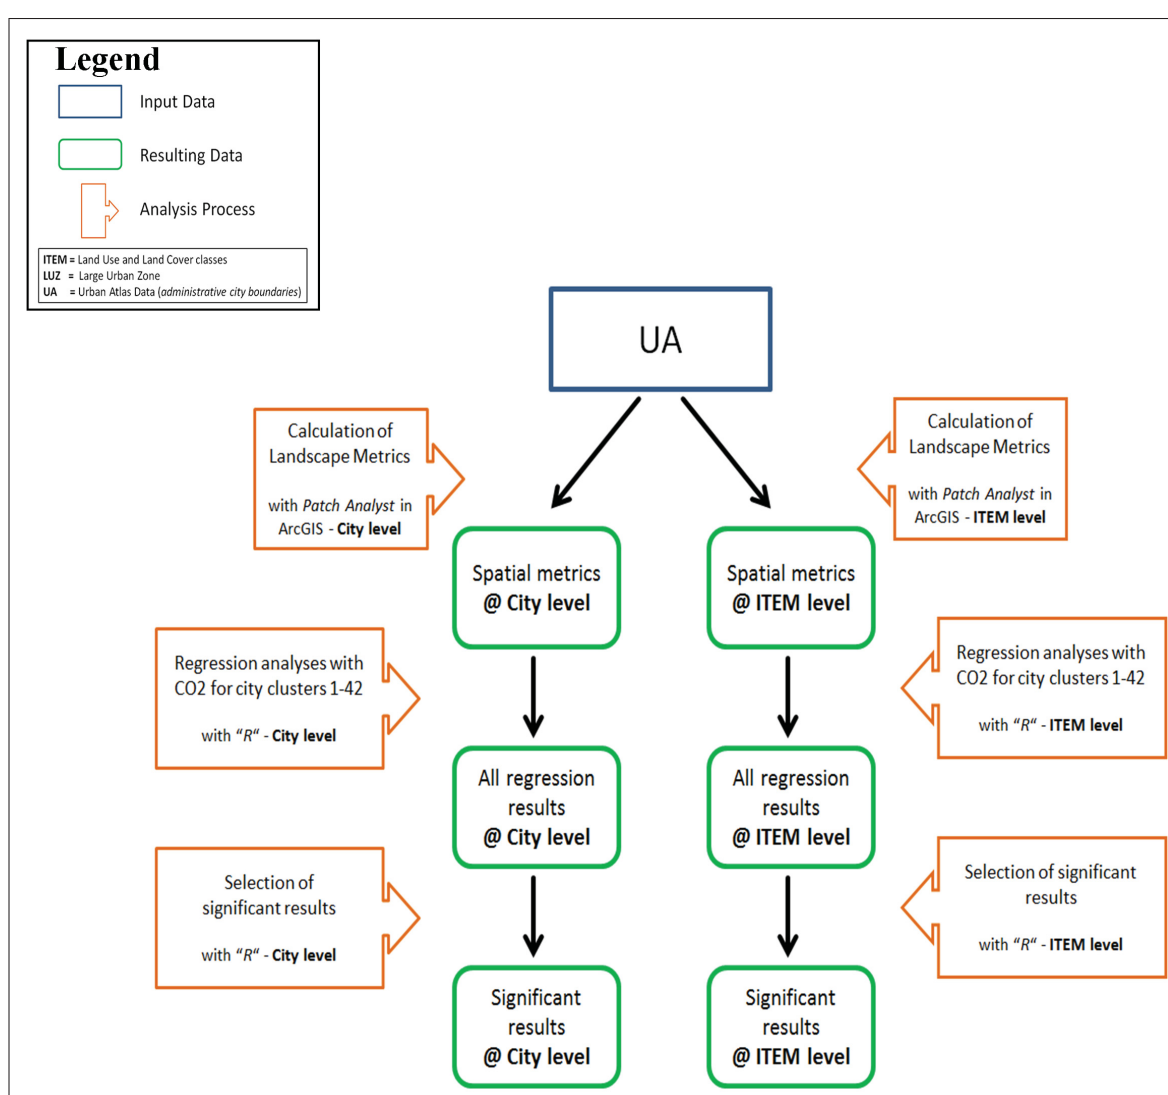 Legend
Input Data
Resulting Data
Analysis Process
ITEM = Land Use and Land Cover classes
LUZ = Large Urban Zone
UA = Urban Atlas Data (administrative city boundaries)
UA
Calculation of
Landscape Metrics
with Patch Analyst in
ArcGIS - City level
Calculation of
Landscape Metrics
with Patch Analyst in
ArcGIS - ITEM level
Spatial metrics
@ City level
Spatial metrics
@ ITEM level
Regression analyses with
CO2 for city clusters 1-42
with “R“ - City level
Regression analyses with
CO2 for city clusters 1-42
with “R“ - ITEM level
All regression
results
@ City level
All regression
results
@ ITEM level
Selection of
significant results
with “R“ - City level
Selection of significant
results
with “R“ - ITEM level
Significant
results
@ City level
Significant
results
@ ITEM level